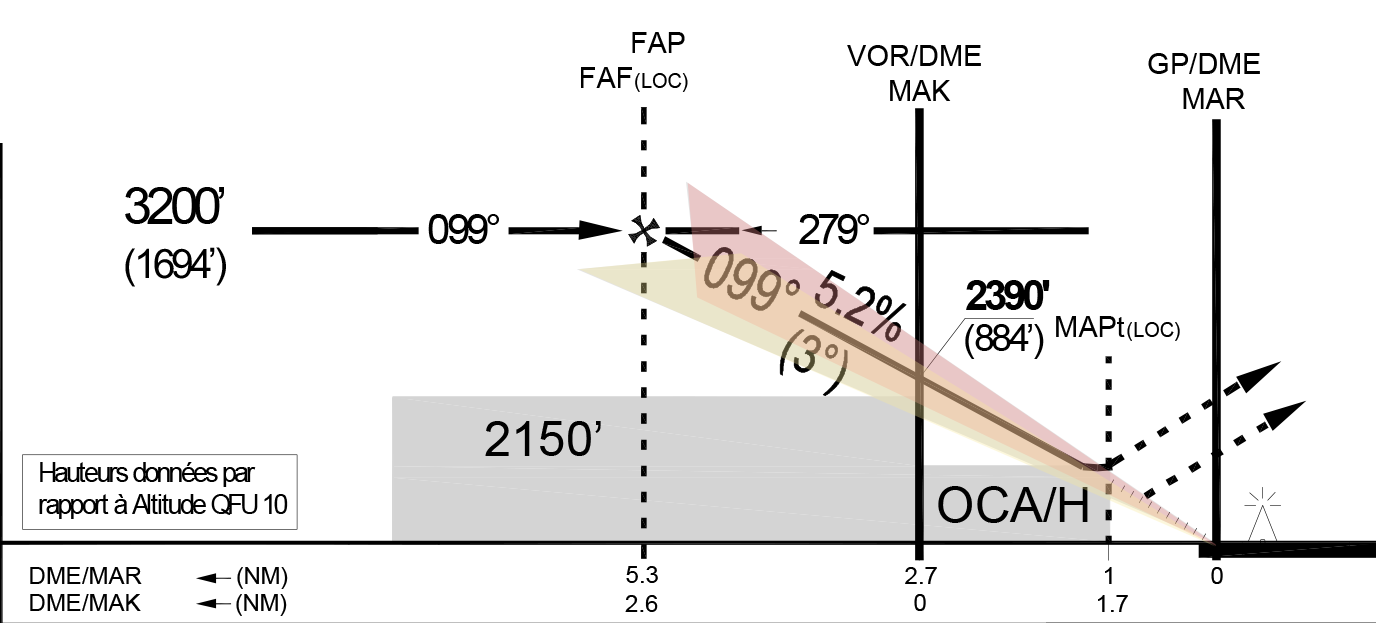 FAP
FAF(LOC)
VOR/DME
MAK
GP/DME
MAR
3200’
(1694’)
099°
279°
099° 5.2%
(3°)
2390'
(884’)
MAPt(LOC)
2150’
OCA/H
Hauteurs données par
rapport à Altitude QFU 10
DME/MAR (NM) 5.3 2.7 1 0
DME/MAK (NM) 2.6 0 1.7